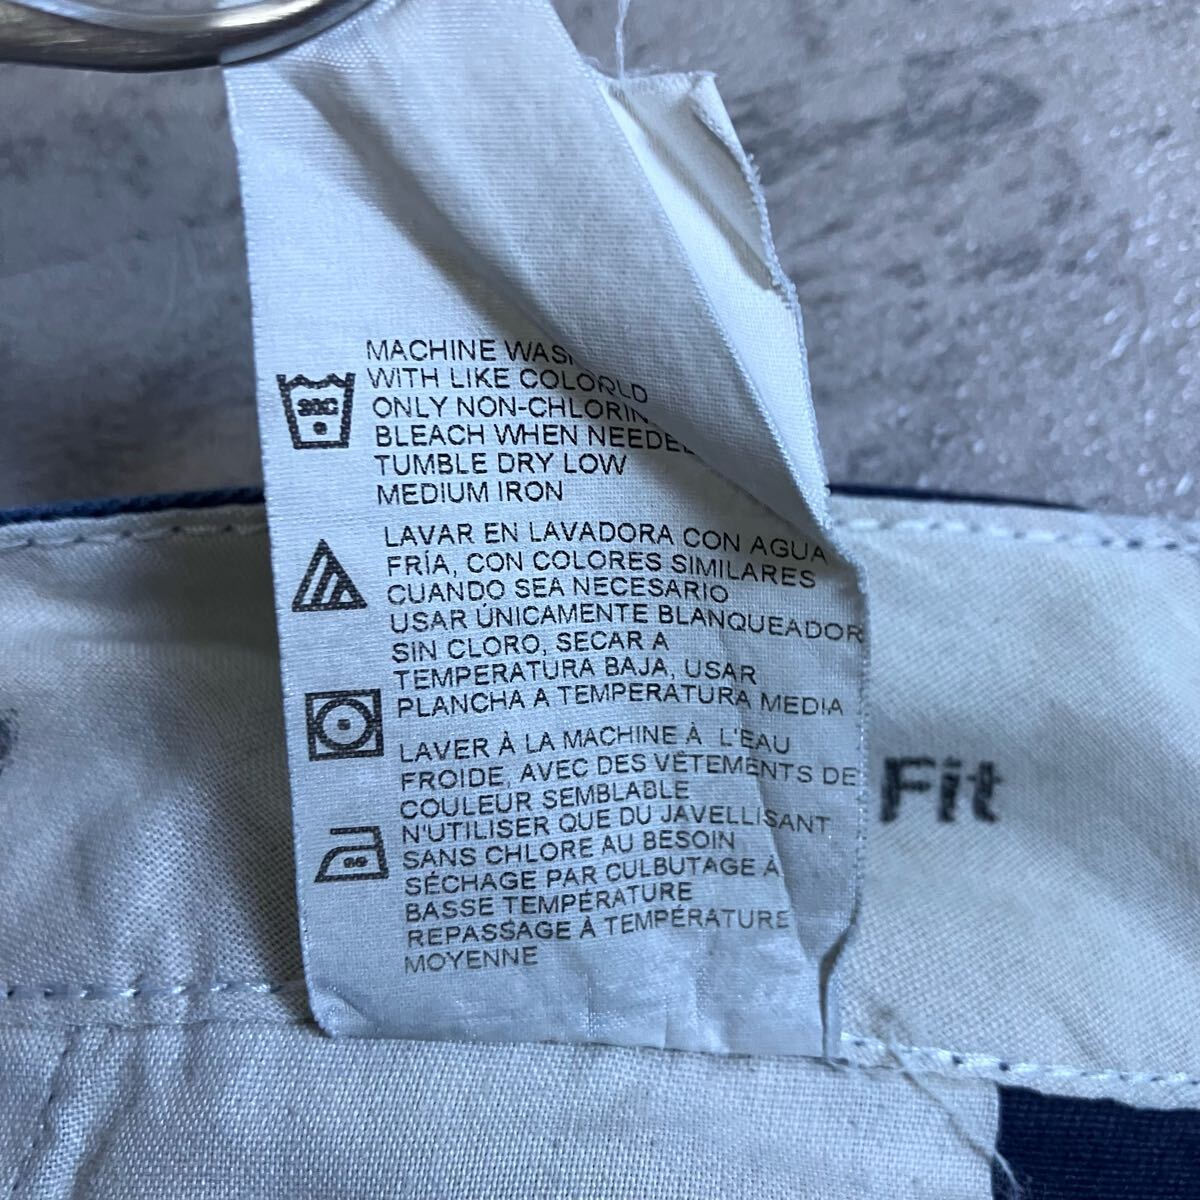 MACHINE
WITH LIKE
ONLY NON-CHLORIN
BLEACH WHEN NEEDE
TUMBLE DRY LOW
MEDIUM IRON
30C
LAVAR EN LAVADORA CON AGUA
FRÍA, CON COLORES SIMILARES
CUANDO SEA NECESARIO
USAR ÚNICAMENTE BLANQUEADOR
SIN CLORO, SECAR A
TEMPERATURA BAJA, USAR
PLANCHA A TEMPERATURA MEDIA
LAVER À LA MACHINE À L'EAU
FROIDE, AVEC DES VÊTEMENTS DE
COULEUR SEMBLABLE
N'UTILISER QUE DU JAVELLISANT
SANS CHLORE AU BESOIN
SÉCHAGE PAR CULBUTAGE À
BASSE TEMPÉRATURE
REPASSAGE À TEMPÉRATURE
MOYENNE
Fit